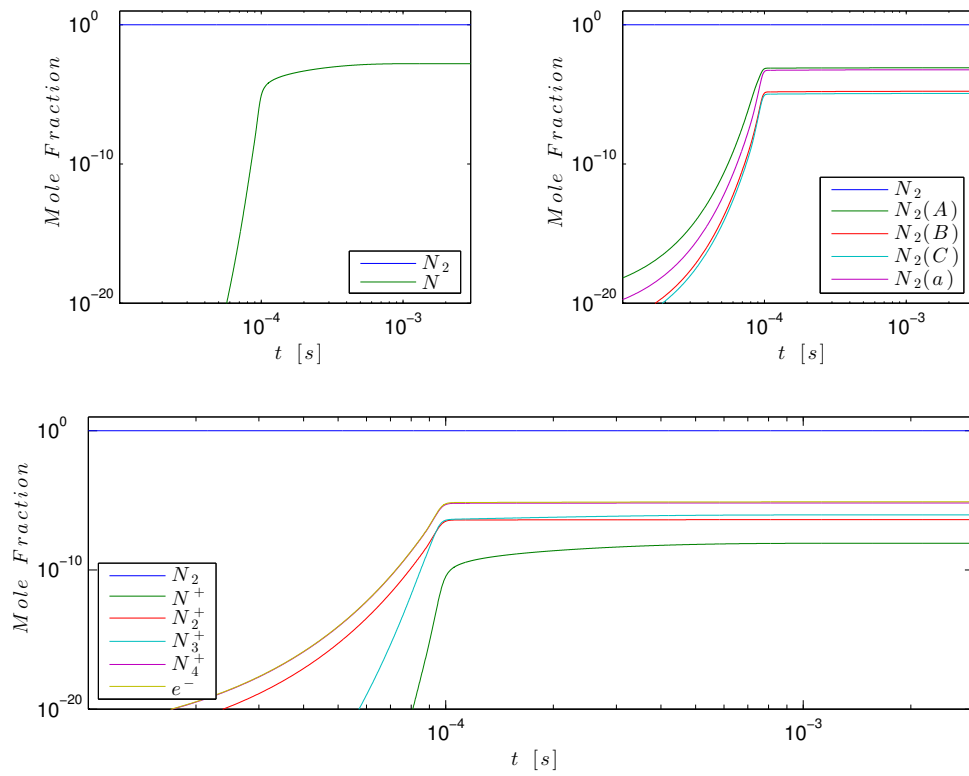 10^0
10^-10
10^-20
Mole Fraction
10^-4
10^-3
t [s]
N_2
N
10^0
10^-10
10^-20
Mole Fraction
10^-4
10^-3
t [s]
N_2
N_2(A)
N_2(B)
N_2(C)
N_2(a)
10^0
10^-10
10^-20
Mole Fraction
N_2
N^+
N_2^+
N_3^+
N_4^+
e^-
10^-4
10^-3
t [s]